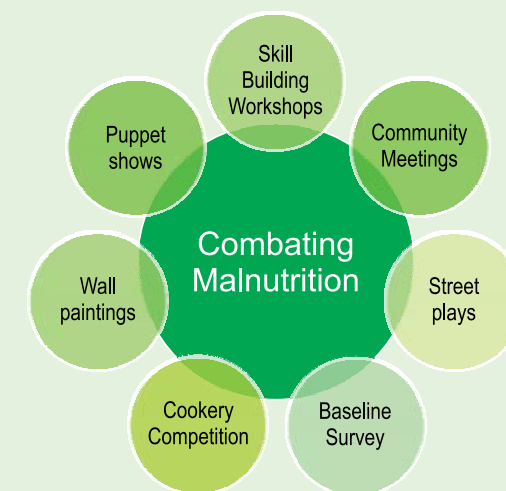 Skill
Building
Workshops
Community
Meetings
Street
plays
Baseline
Survey
Cookery
Competition
Wall
paintings
Puppet
shows
Combating
Malnutrition